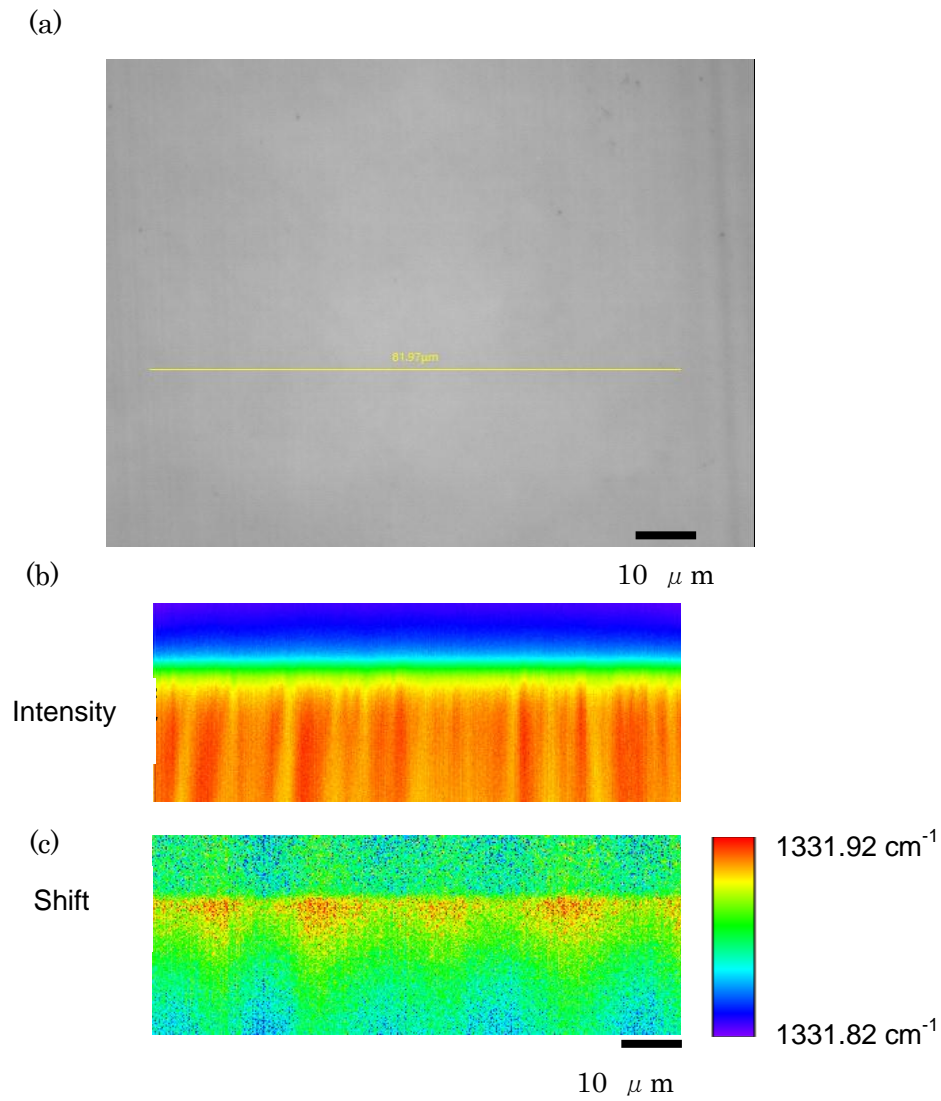 (a)
81.97μm
10 μm
(b)
Intensity
(c)
Shift
1331.92 cm-1
1331.82 cm-1
10 μm